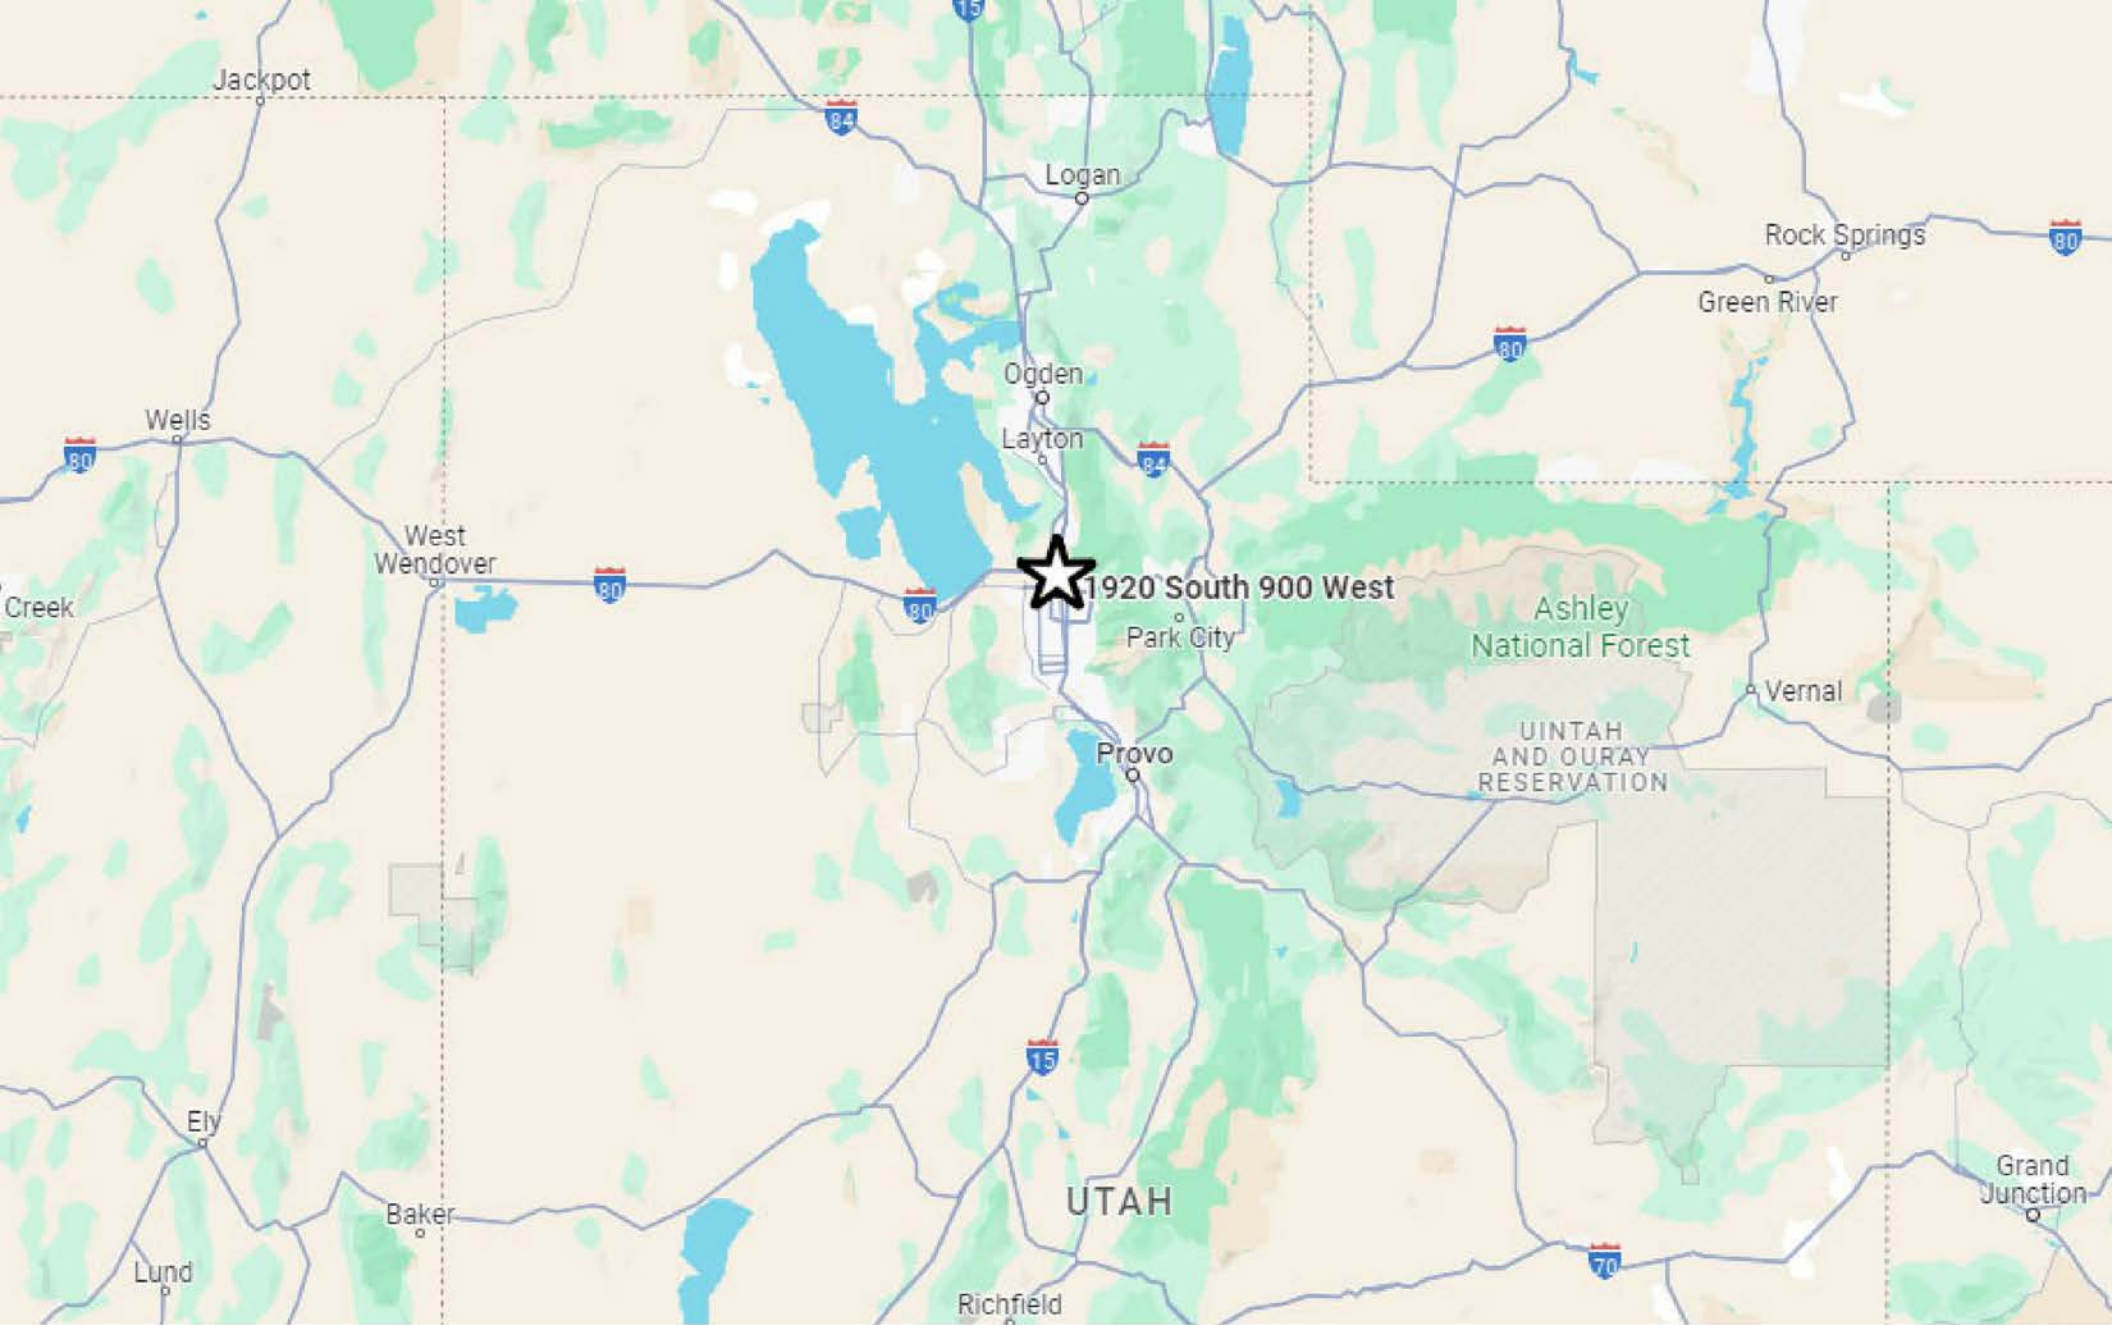 15
Jackpot
84
Logan
Rock Springs
80
Green River
80
Ogden
Wells
Layton
80
84
West
Wendover
80
80
1920 South 900 West
Creek
Park City
Ashley
National Forest
Vernal
UINTAH
AND OURAY
RESERVATION
Provo
15
Ely
Grand
Junction
UTAH
Baker
70
Lund
Richfield